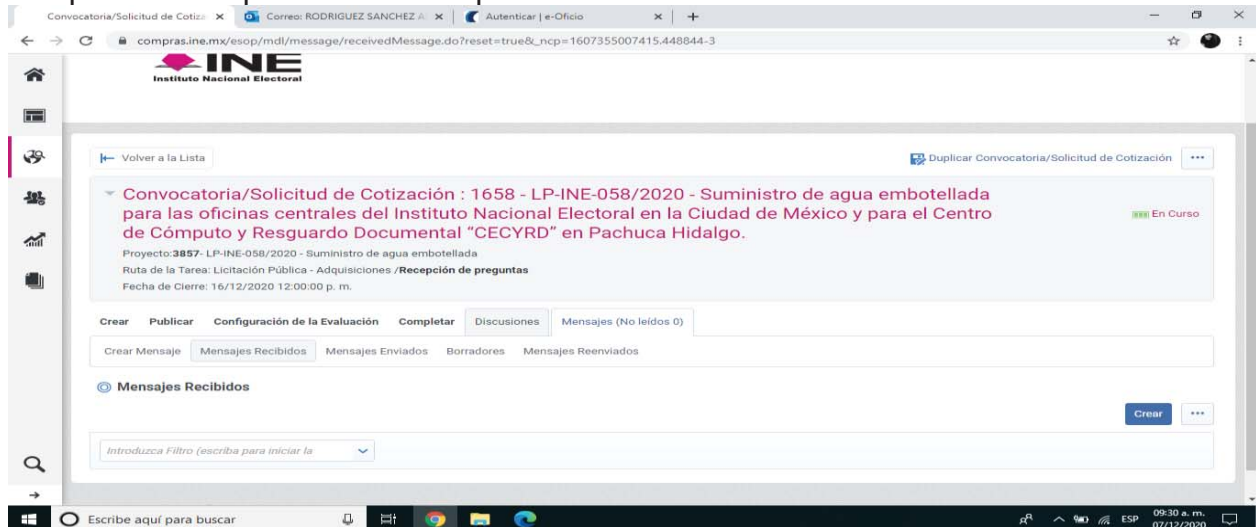 Convocatoria/Solicitud de Cotiza
Correo: RODRIGUEZ SANCHEZ A
Autenticar | e-Oficio
compras.ine.mx/esop/mdl/message/receivedMessage.do?reset=true&_ncp=1607355007415.448844-3
INE
Instituto Nacional Electoral
Volver a la Lista
Duplicar Convocatoria/Solicitud de Cotización
Convocatoria/Solicitud de Cotización : 1658 - LP-INE-058/2020 - Suministro de agua embotellada
para las oficinas centrales del Instituto Nacional Electoral en la Ciudad de México y para el Centro
de Cómputo y Resguardo Documental “CECYRD” en Pachuca Hidalgo.
En Curso
Proyecto:3857- LP-INE-058/2020 - Suministro de agua embotellada
Ruta de la Tarea: Licitación Pública - Adquisiciones /Recepción de preguntas
Fecha de Cierre: 16/12/2020 12:00:00 p. m.
Crear Publicar Configuración de la Evaluación Completar Discusiones Mensajes (No leídos 0)
Crear Mensaje Mensajes Recibidos Mensajes Enviados Borradores Mensajes Reenviados
Mensajes Recibidos
Crear
Introduzca Filtro (escriba para iniciar la
Escribe aquí para buscar
ESP
09:30 a. m.
07/12/2020